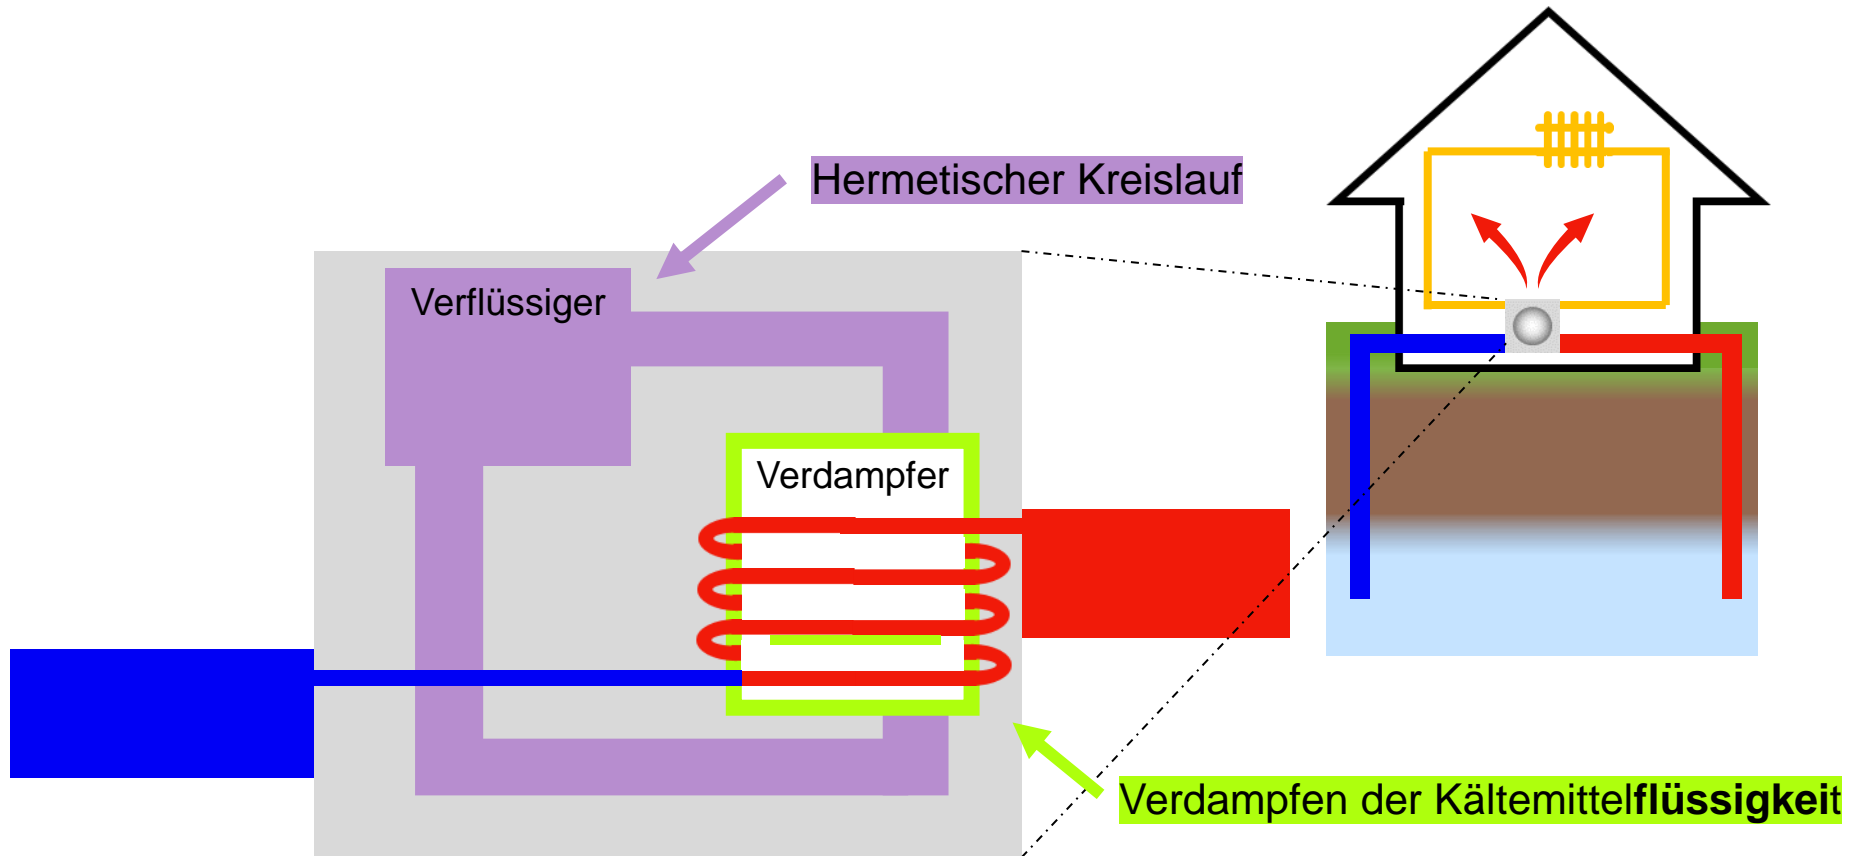 Hermetischer Kreislauf
Verflüssiger
Verdampfer
Verdampfen der Kältemittelflüssigkeit